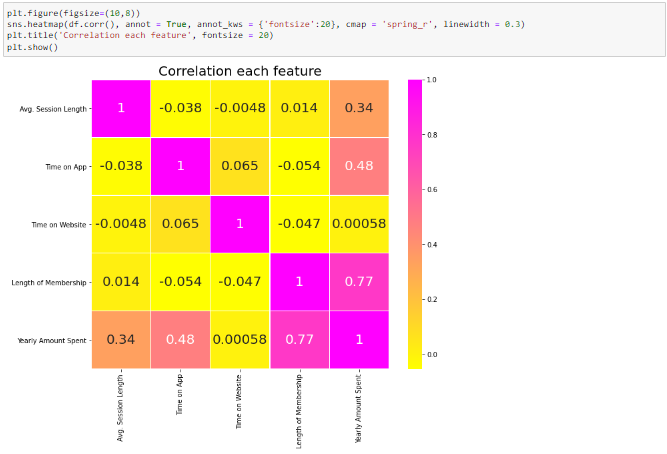 plt.figure(figsize=(10,8))
sns.heatmap(df.corr(), annot = True, annot_kws = {'fontsize':20}, cmap = 'spring_r', linewidth = 0.3)
plt.title('Correlation each feature', fontsize = 20)
plt.show()
Correlation each feature
Avg. Session Length 1 -0.038 -0.0048 0.014 0.34
Time on App -0.038 1 0.065 -0.054 0.48
Time on Website -0.0048 0.065 1 -0.047 0.00058
Length of Membership 0.014 -0.054 -0.047 1 0.77
Yearly Amount Spent 0.34 0.48 0.00058 0.77 1
Avg. Session Length
Time on App
Time on Website
Length of Membership
Yearly Amount Spent
1.0
0.8
0.6
0.4
0.2
0.0